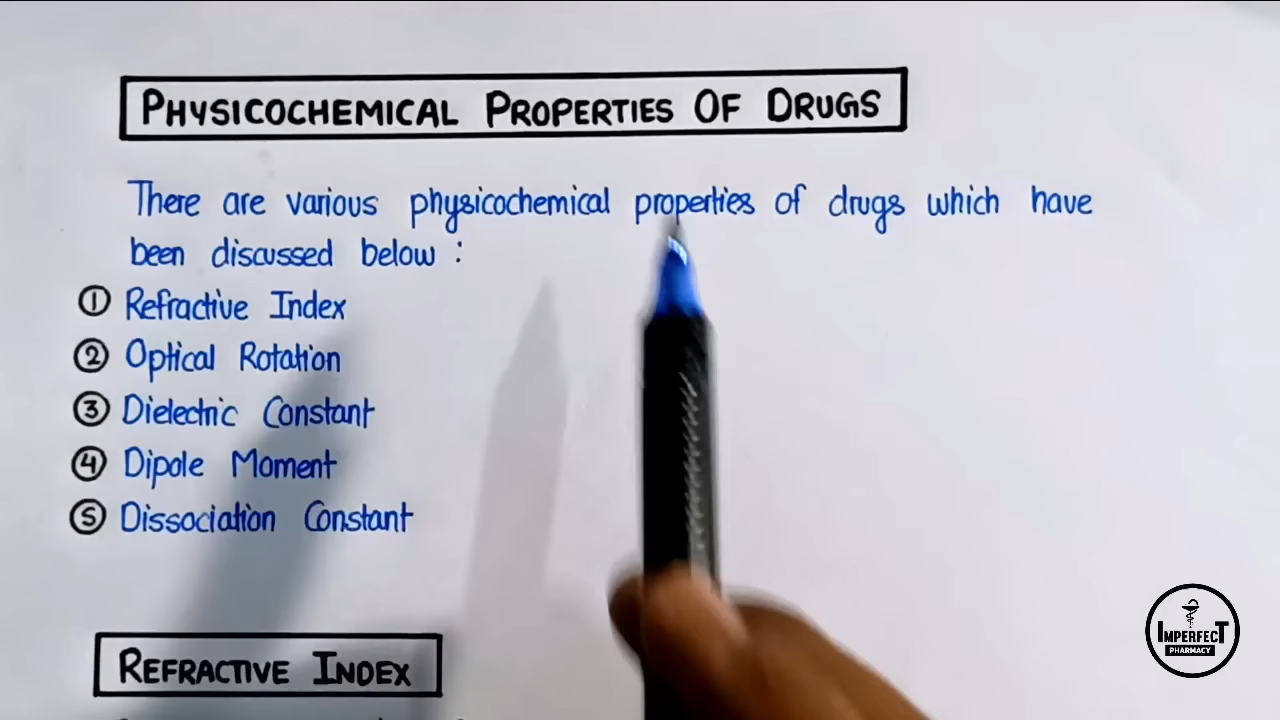 PHYSICOCHEMICAL PROPERTIES OF DRUGS
There are various physicochemical properties of drugs which have
been discussed below :
① Refractive Index
② Optical Rotation
③ Dielectric Constant
④ Dipole Moment
⑤ Dissociation Constant
REFRACTIVE INDEX
IMPERFECT
PHARMACY